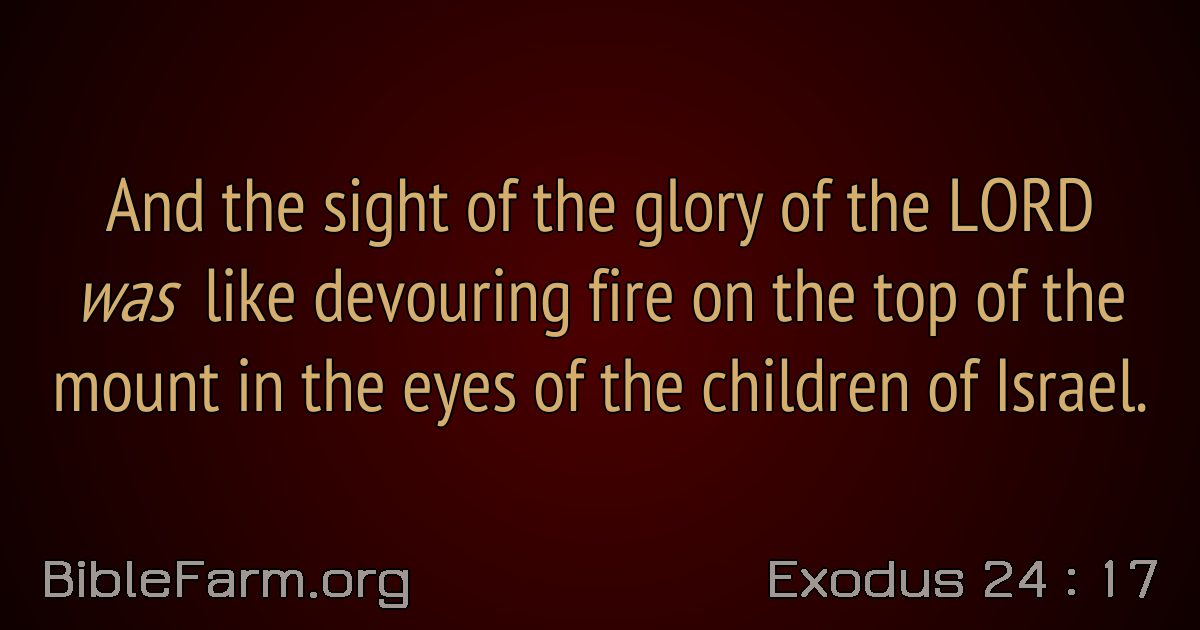 And the sight of the glory of the LORD
was like devouring fire on the top of the
mount in the eyes of the children of Israel.
BibleFarm.org
Exodus 24 : 17